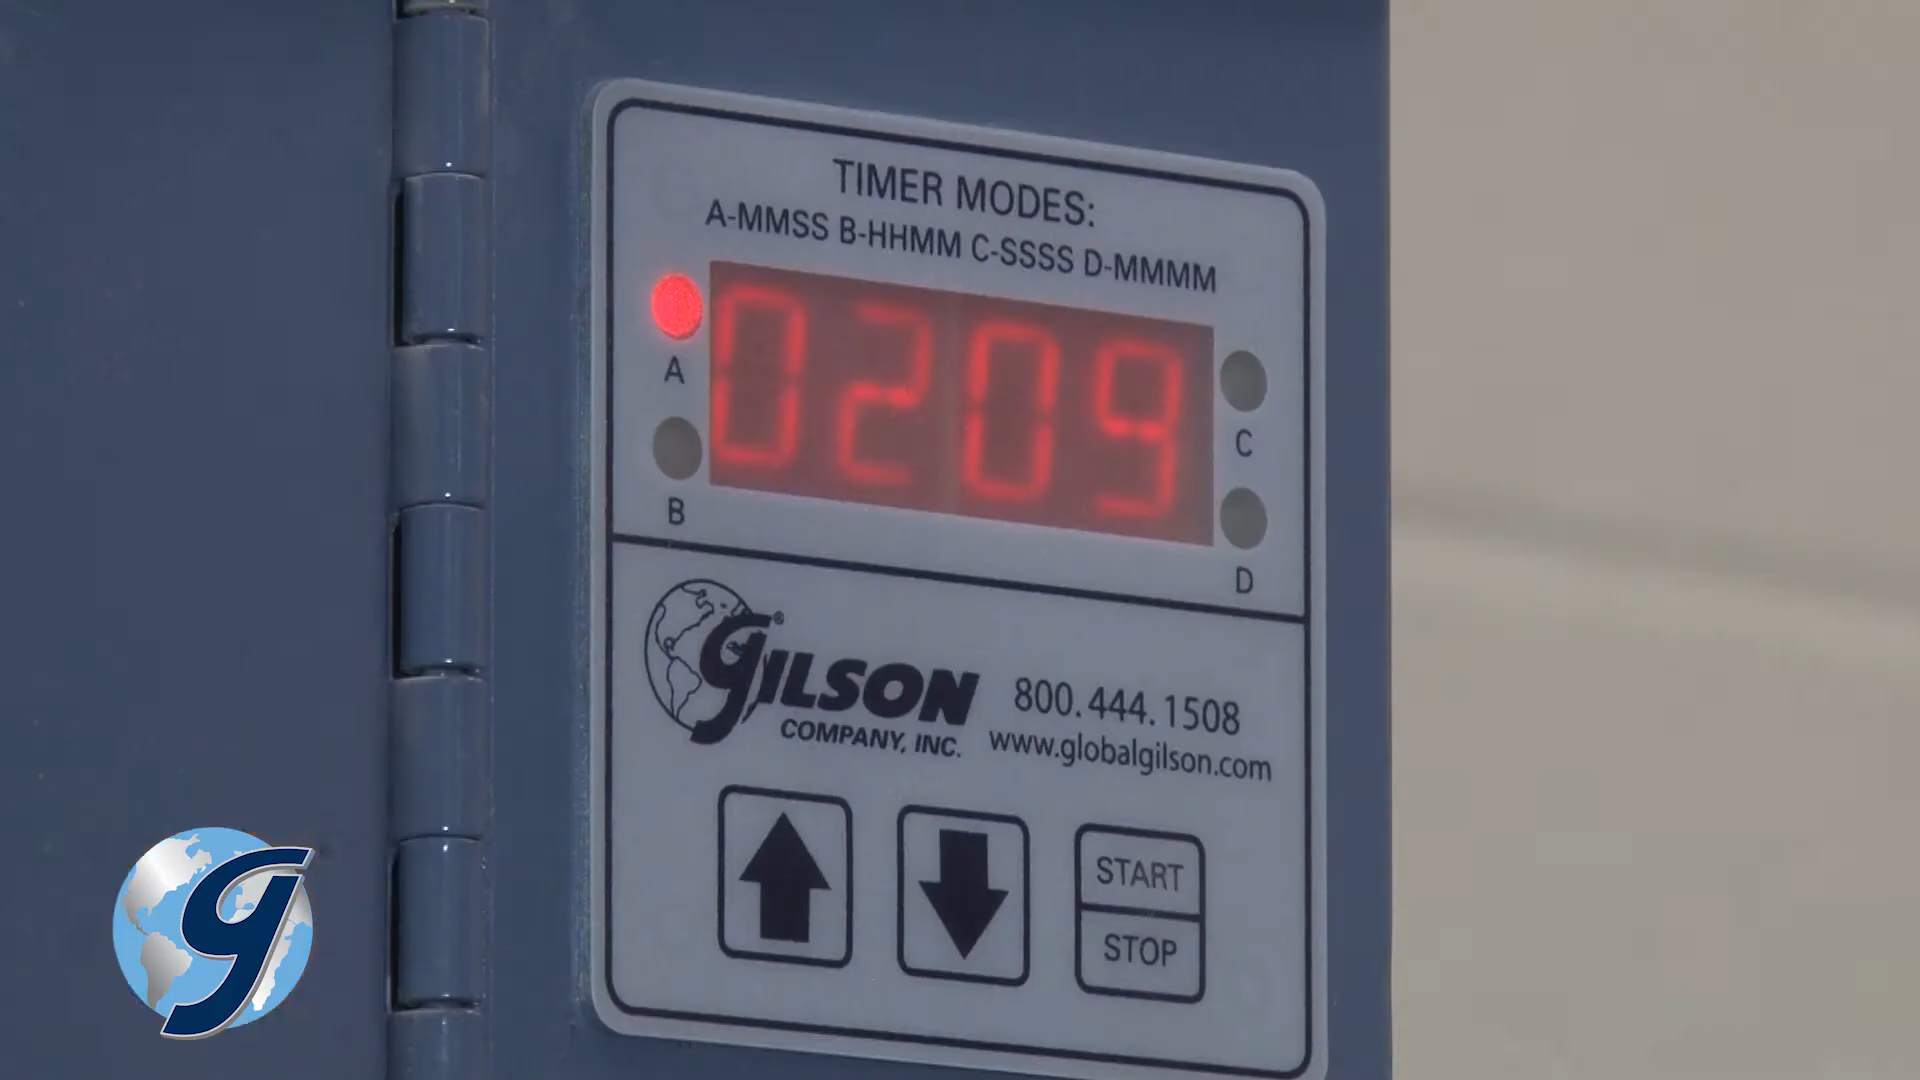 TIMER MODES:
A-MMSS B-HHMM C-SSSS D-MMMM
0209
A
B
C
D
GILSON®
COMPANY, INC.
800.444.1508
www.globalgilson.com
START
STOP
g